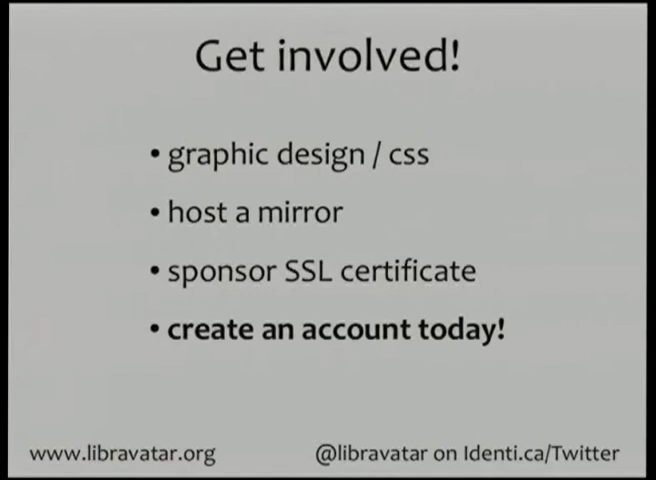 Get involved!
• graphic design / css
• host a mirror
• sponsor SSL certificate
• create an account today!
www.libravatar.org
@libravatar on Identi.ca/Twitter